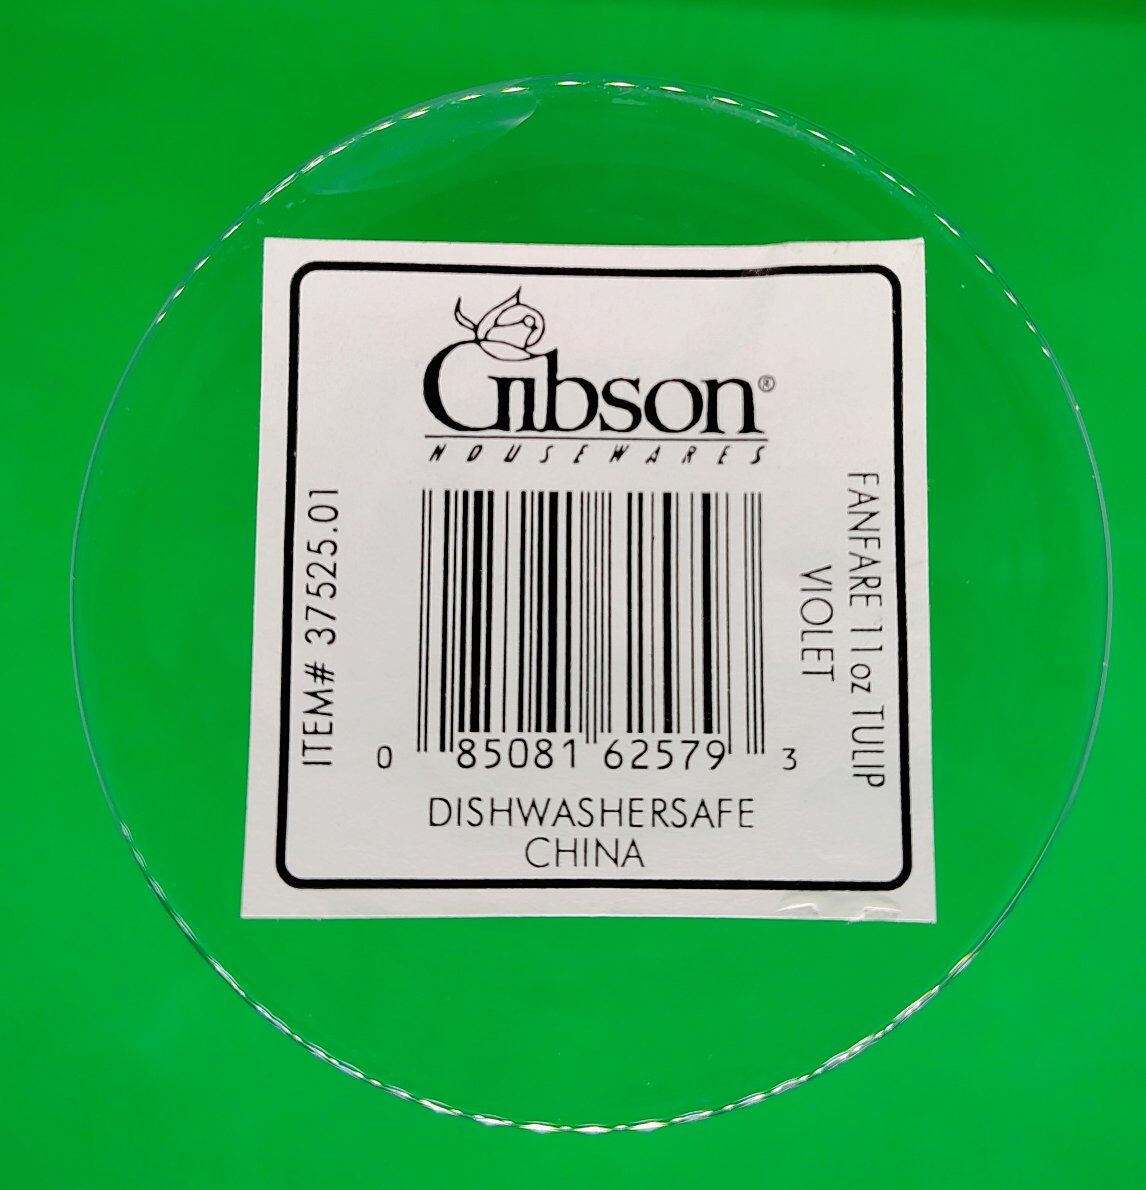 Gibson®
HOUSEWARES
ITEM# 37525.01
FANFARE 11oz TULIP
VIOLET
0 85081 62579 3
DISHWASHERSAFE
CHINA